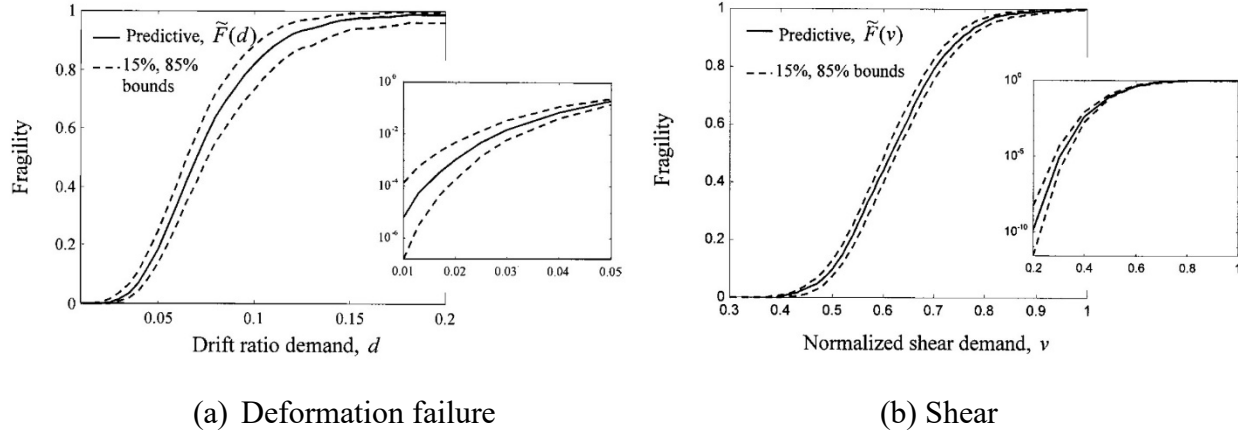 1
0.8
0.6
0.4
0.2
0
Fragility
Predictive, F̃(d)
15%, 85%
bounds
10⁰
10⁻²
10⁻⁴
10⁻⁶
0.01 0.02 0.03 0.04 0.05
0.05 0.1 0.15 0.2
Drift ratio demand, d
(a) Deformation failure
1
0.8
0.6
0.4
0.2
0
Fragility
Predictive, F̃(v)
15%, 85% bounds
10⁰
10⁻⁵
10⁻¹⁰
0.2 0.4 0.6 0.8 1
0.3 0.4 0.5 0.6 0.7 0.8 0.9 1
Normalized shear demand, v
(b) Shear